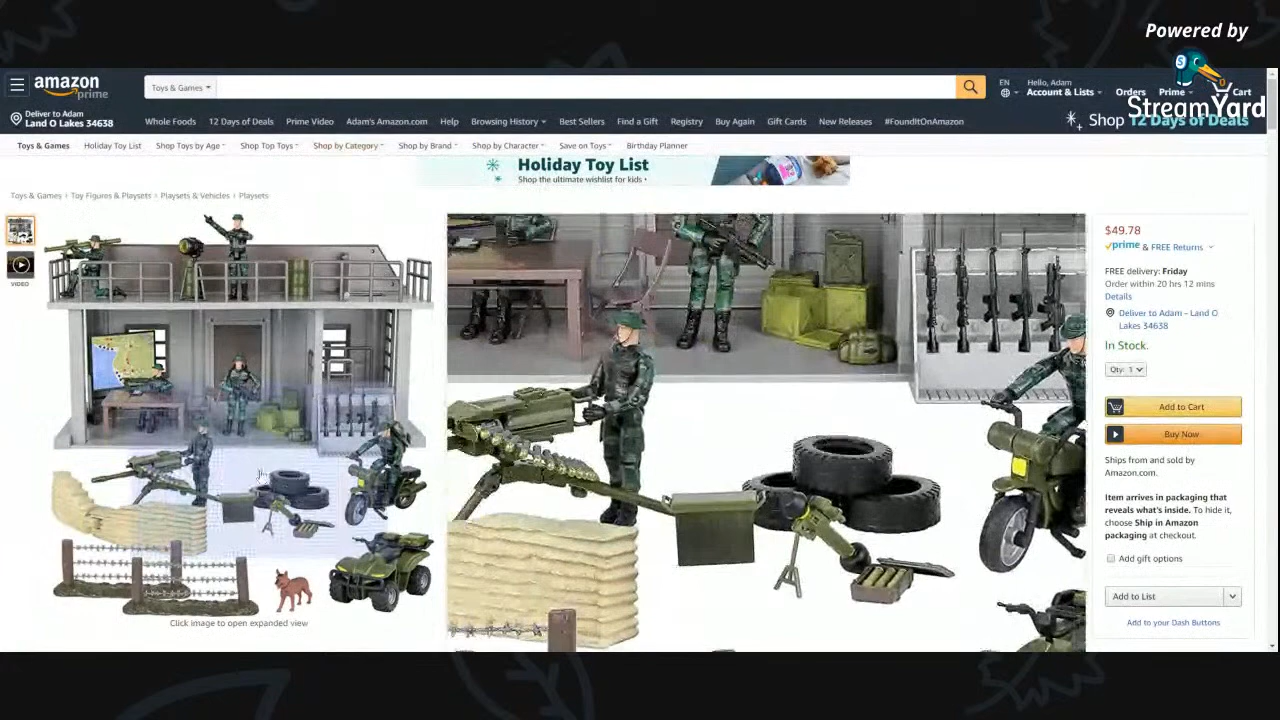 Powered by
StreamYard
amazon
prime
Toys & Games
EN
Hello, Adam
Account & Lists
Orders
Prime
0
Cart
Deliver to Adam
Land O Lakes 34638
Whole Foods
12 Days of Deals
Prime Video
Adam's Amazon.com
Help
Browsing History
Best Sellers
Find a Gift
Registry
Buy Again
Gift Cards
New Releases
#FoundItOnAmazon
Shop 12 Days of Deals
Toys & Games
Holiday Toy List
Shop Toys by Age
Shop Top Toys
Shop by Category
Shop by Brand
Shop by Character
Save on Toys
Birthday Planner
Holiday Toy List
Shop the ultimate wishlist for kids
Toys & Games › Toy Figures & Playsets › Playsets & Vehicles › Playsets
VIDEO
Click image to open expanded view
$49.78
prime & FREE Returns
FREE delivery: Friday
Order within 20 hrs 12 mins
Details
Deliver to Adam - Land O
Lakes 34638
In Stock.
Qty: 1
Add to Cart
Buy Now
Ships from and sold by
Amazon.com.
Item arrives in packaging that
reveals what's inside. To hide it,
choose Ship in Amazon
packaging at checkout.
Add gift options
Add to List
Add to your Dash Buttons